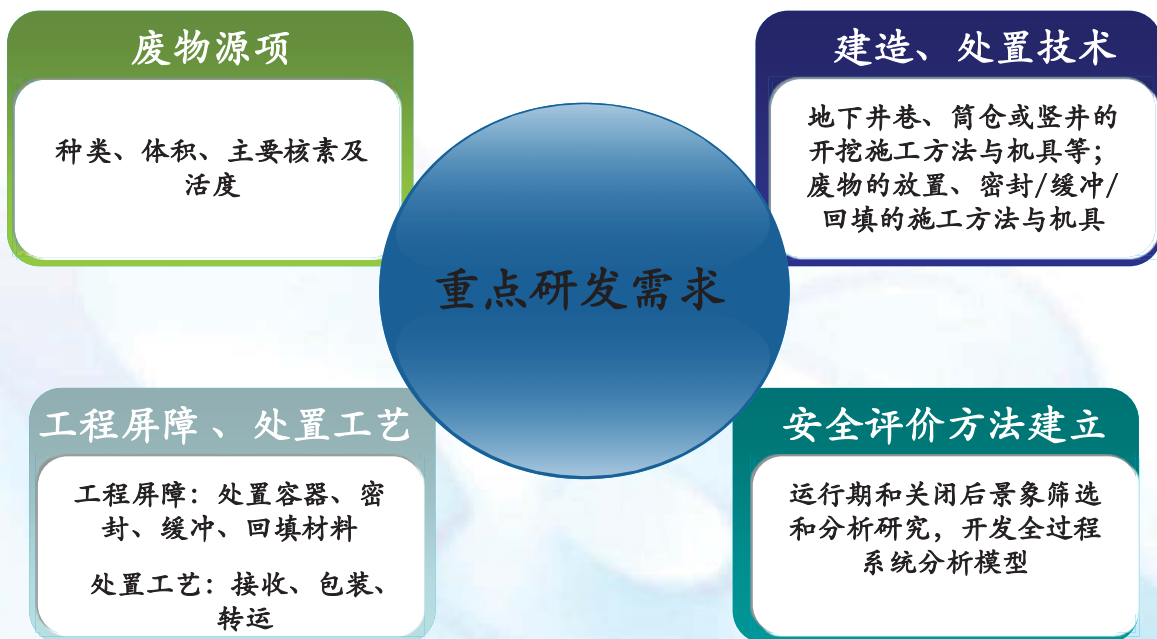 废物源项
种类、体积、主要核素及
活度
建造、处置技术
地下井巷、筒仓或竖井的
开挖施工方法与机具等；
废物的放置、密封/缓冲/
回填的施工方法与机具
重点研发需求
工程屏障 、处置工艺
工程屏障：处置容器、密
封、缓冲、回填材料
处置工艺：接收、包装、
转运
安全评价方法建立
运行期和关闭后景象筛选
和分析研究，开发全过程
系统分析模型